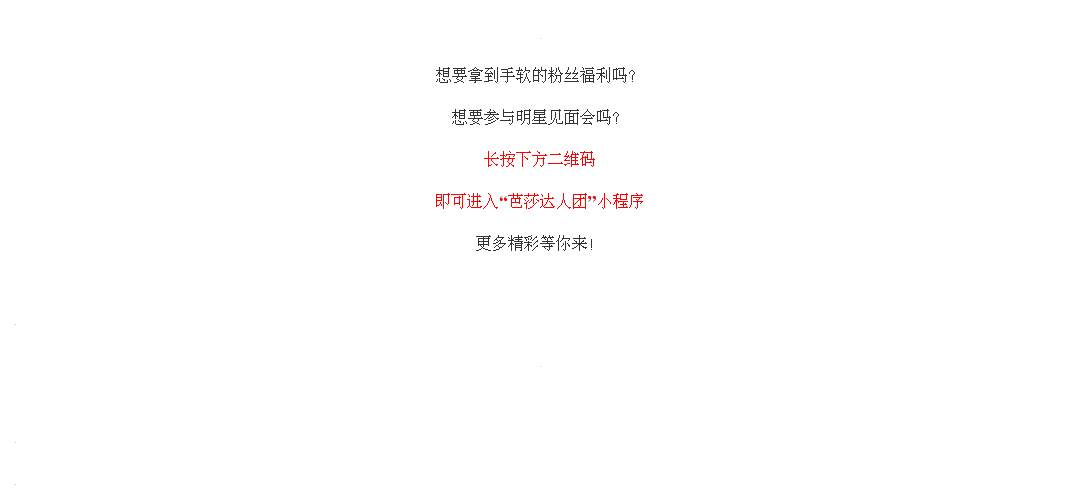 想要拿到手软的粉丝福利吗?
想要参与明星见面会吗?
长按下方二维码
即可进入“芭莎达人团”小程序
更多精彩等你来!